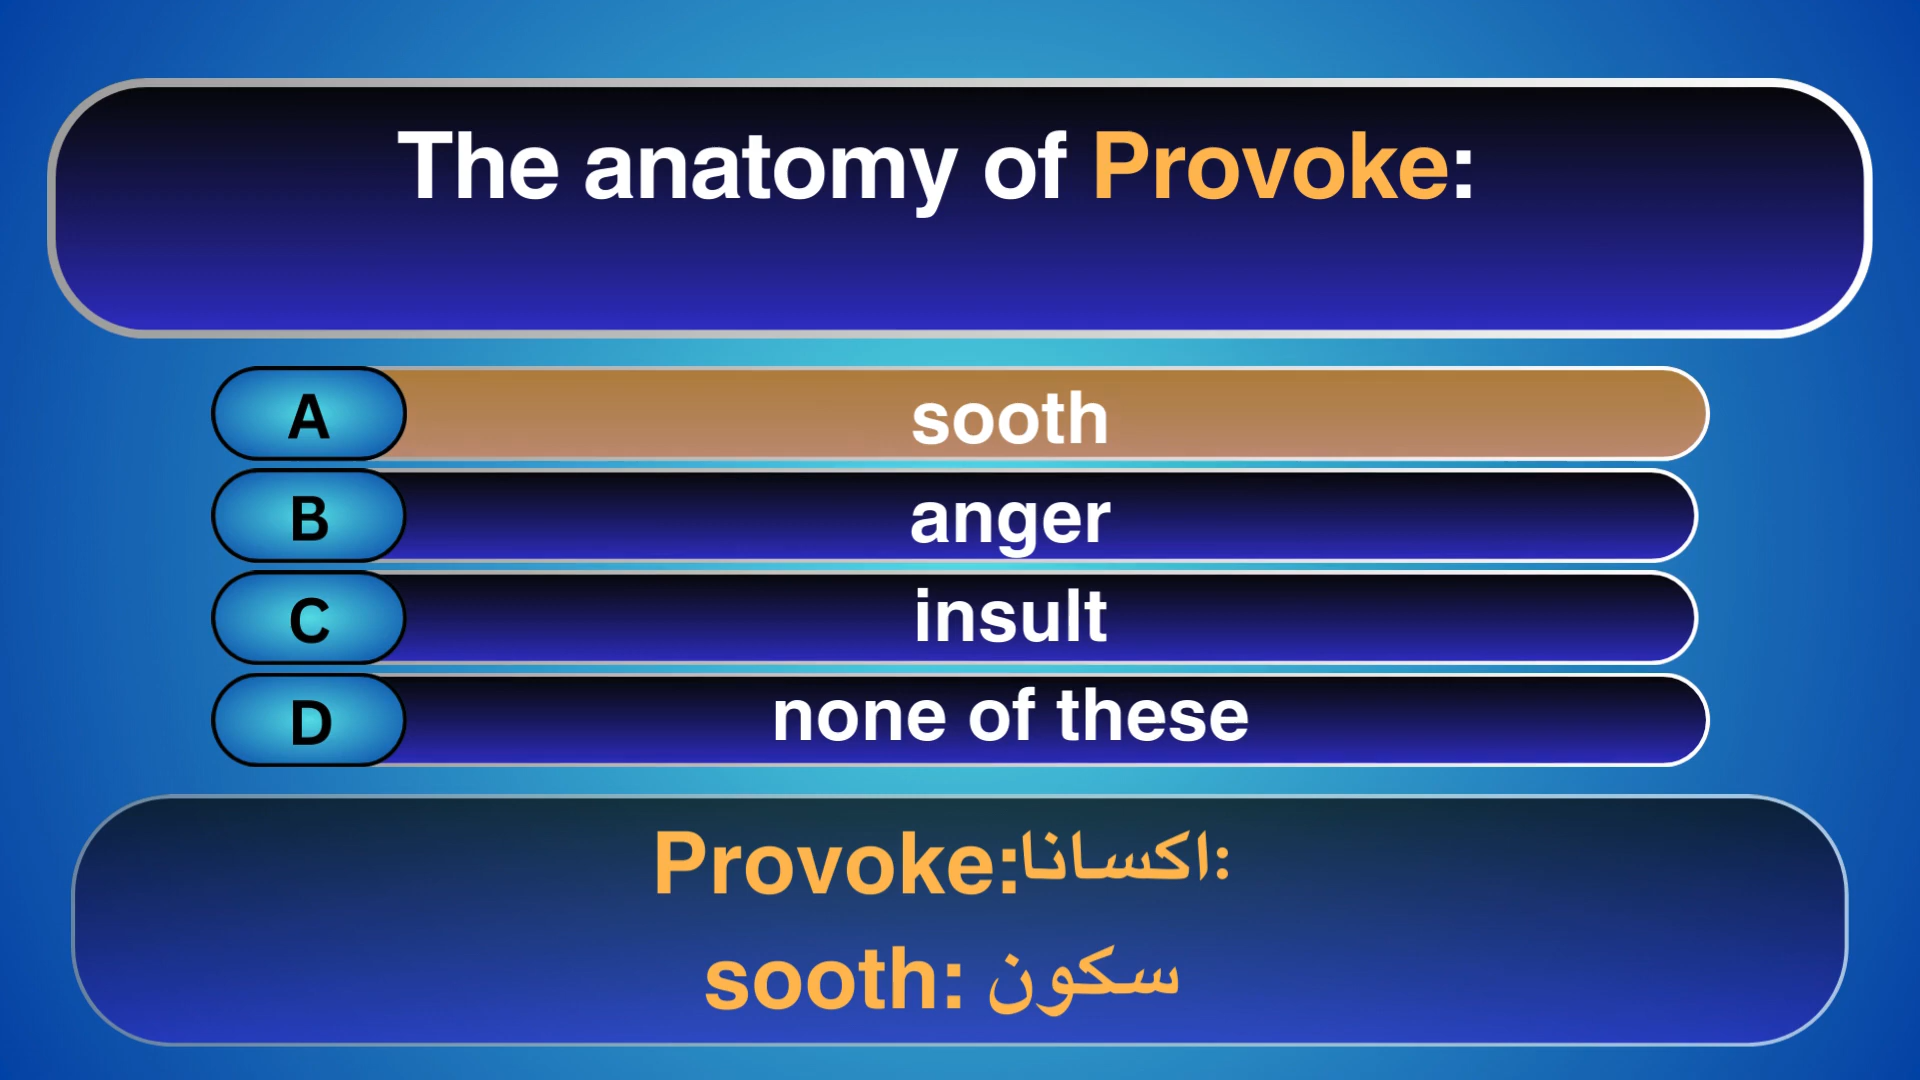 The anatomy of Provoke:
A sooth
B anger
C insult
D none of these
Provoke:اکسانا:
sooth: سکون